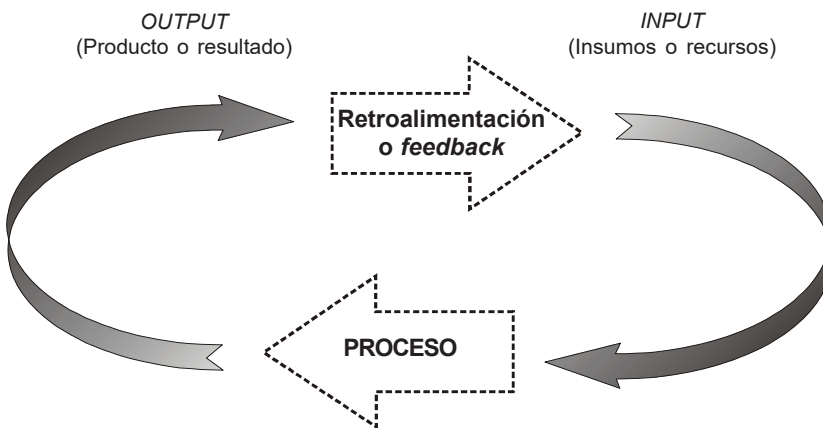 OUTPUT
(Producto o resultado)
INPUT
(Insumos o recursos)
Retroalimentación
o feedback
PROCESO